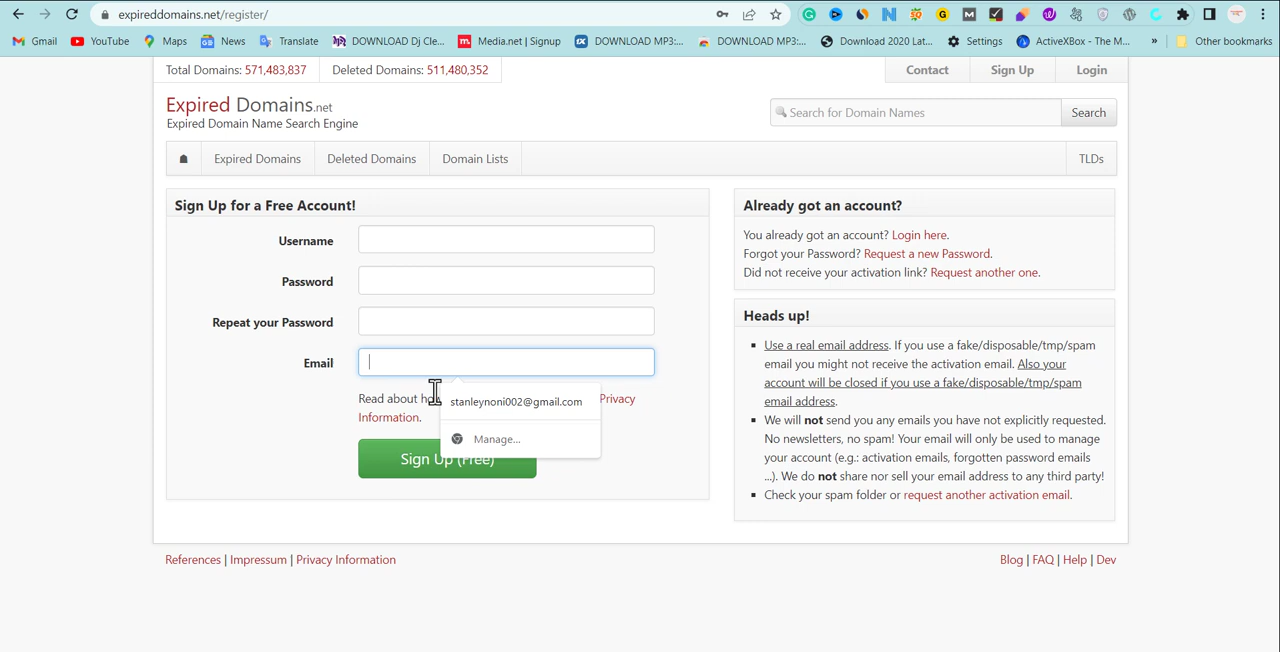 expireddomains.net/register/
Gmail YouTube Maps News Translate DOWNLOAD Dj Cle... Media.net | Signup DOWNLOAD MP3:... DOWNLOAD MP3:... Download 2020 Lat... Settings ActiveXBox - The M... » Other bookmarks
Total Domains: 571,483,837 Deleted Domains: 511,480,352 Contact Sign Up Login
Expired Domains.net
Expired Domain Name Search Engine
Search for Domain Names Search
Expired Domains Deleted Domains Domain Lists TLDs
Sign Up for a Free Account!
Username
Password
Repeat your Password
Email
stanleynoni002@gmail.com
Manage...
Read about Privacy
Information.
Sign Up (Free)
Already got an account?
You already got an account? Login here.
Forgot your Password? Request a new Password.
Did not receive your activation link? Request another one.
Heads up!
Use a real email address. If you use a fake/disposable/tmp/spam
email you might not receive the activation email. Also your
account will be closed if you use a fake/disposable/tmp/spam
email address.
We will not send you any emails you have not explicitly requested.
No newsletters, no spam! Your email will only be used to manage
your account (e.g.: activation emails, forgotten password emails
...). We do not share nor sell your email address to any third party!
Check your spam folder or request another activation email.
References | Impressum | Privacy Information
Blog | FAQ | Help | Dev